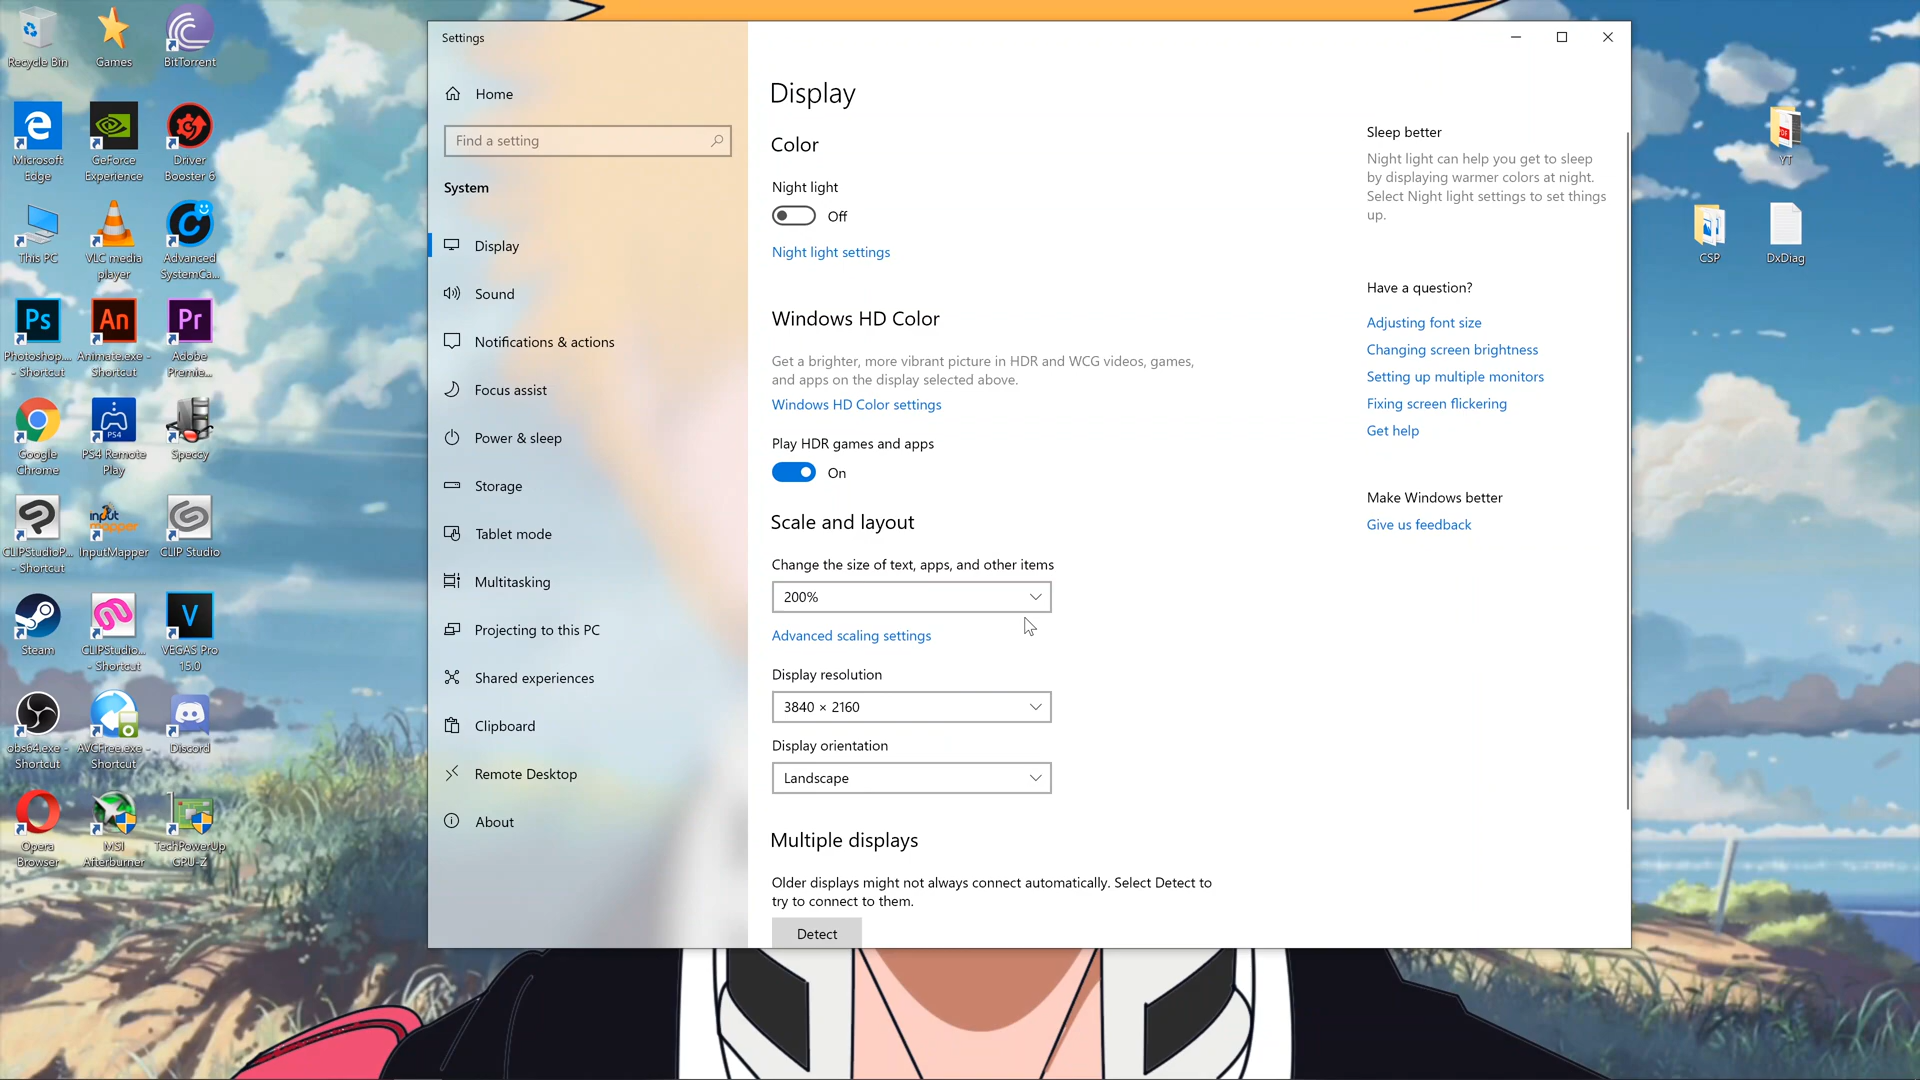 Settings
Home
Find a setting
System
Display
Sound
Notifications & actions
Focus assist
Power & sleep
Storage
Tablet mode
Multitasking
Projecting to this PC
Shared experiences
Clipboard
Remote Desktop
About
Display
Color
Night light
Off
Night light settings
Windows HD Color
Get a brighter, more vibrant picture in HDR and WCG videos, games,
and apps on the display selected above.
Windows HD Color settings
Play HDR games and apps
On
Scale and layout
Change the size of text, apps, and other items
200%
Advanced scaling settings
Display resolution
3840 × 2160
Display orientation
Landscape
Multiple displays
Older displays might not always connect automatically. Select Detect to
try to connect to them.
Detect
Sleep better
Night light can help you get to sleep
by displaying warmer colors at night.
Select Night light settings to set things
up.
Have a question?
Adjusting font size
Changing screen brightness
Setting up multiple monitors
Fixing screen flickering
Get help
Make Windows better
Give us feedback
Recycle Bin
Games
BitTorrent
Microsoft
Edge
GeForce
Experience
Driver
Booster 6
This PC
VLC media
player
Advanced
SystemCa...
Ps
Photoshop....
- Shortcut
An
Animate.exe -
Shortcut
Pr
Adobe
Premie...
Google
Chrome
PS4
PS4 Remote
Play
Speccy
CLIPStudioP...
- Shortcut
input
mapper
InputMapper
CLIP Studio
Steam
CLIPStudio...
- Shortcut
V
VEGAS Pro
15.0
obs64.exe -
Shortcut
AVCFree.exe -
Shortcut
Discord
Opera
Browser
MSI
Afterburner
TechPowerUp
GPU-Z
PDF
YT
CSP
DxDiag